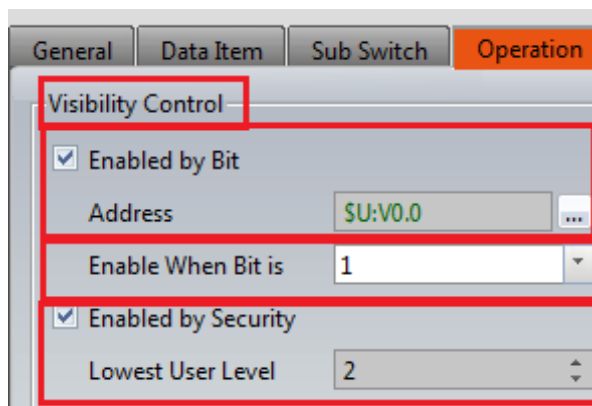 General Data Item Sub Switch Operation
Visibility Control
Enabled by Bit
Address $U:V0.0 ...
Enable When Bit is 1
Enabled by Security
Lowest User Level 2